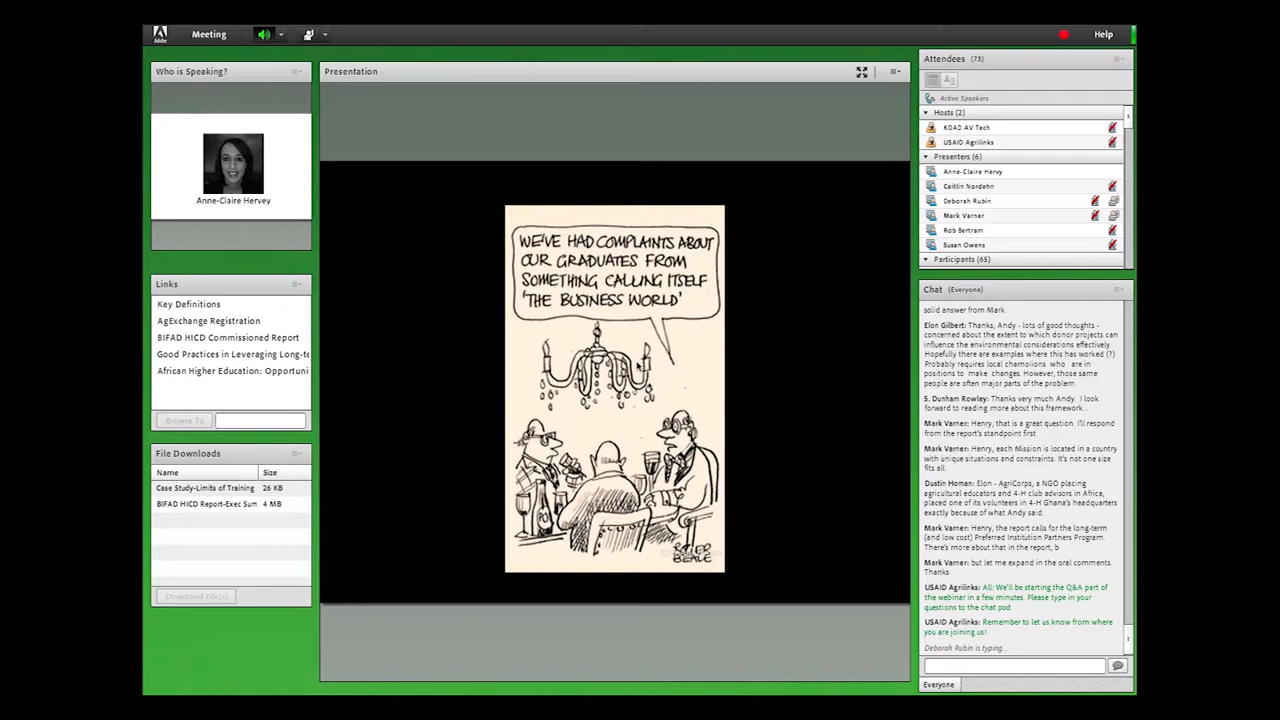 Meeting
Help
Who is Speaking?
Anne-Claire Hervey
Links
Key Definitions
AgExchange Registration
BIFAD HICD Commissioned Report
Good Practices in Leveraging Long-te
African Higher Education: Opportuni
Browse To
File Downloads
Name Size
Case Study-Limits of Training 26 KB
BIFAD HICD Report-Exec Sum 4 MB
Download File(s)
Presentation
WE'VE HAD COMPLAINTS ABOUT
OUR GRADUATES FROM
SOMETHING CALLING ITSELF
'THE BUSINESS WORLD'
ROGER
BEALE
Attendees (73)
Active Speakers
Hosts (2)
KDAD AV Tech
USAID Agrilinks
Presenters (6)
Anne-Claire Hervy
Caitlin Nordehn
Deborah Rubin
Mark Varner
Rob Bertram
Susan Owens
Participants (65)
Chat (Everyone)
solid answer from Mark
Elon Gilbert: Thanks, Andy - lots of good thoughts -
concerned about the extent to which donor projects can
influence the environmental considerations effectively
Hopefully there are examples where this has worked (?)
Probably requires local chamoiions who are in
positions to make changes. However, those same
people are often major parts of the problem.
S. Dunham Rowley: Thanks very much Andy. I look
forward to reading more about this framework...
Mark Varner: Henry, that is a great question. I'll respond
from the report's standpoint first
Mark Varner: Henry, each Mission is located in a country
with unique situations and constraints. It's not one size
fits all.
Dustin Homan: Elon - AgriCorps, a NGO placing
agricultural educators and 4-H club advisors in Africa,
placed one of its volunteers in 4-H Ghana's headquarters
exactly because of what Andy said.
Mark Varner: Henry, the report calls for the long-term
(and low cost) Preferred Institution Partners Program.
There's more about that in the report, b
Mark Varner: but let me expand in the oral comments.
Thanks
USAID Agrilinks: All: We'll be starting the Q&A part of
the webinar in a few minutes. Please type in your
questions to the chat pod.
USAID Agrilinks: Remember to let us know from where
you are joining us!
Deborah Rubin is typing...
Everyone